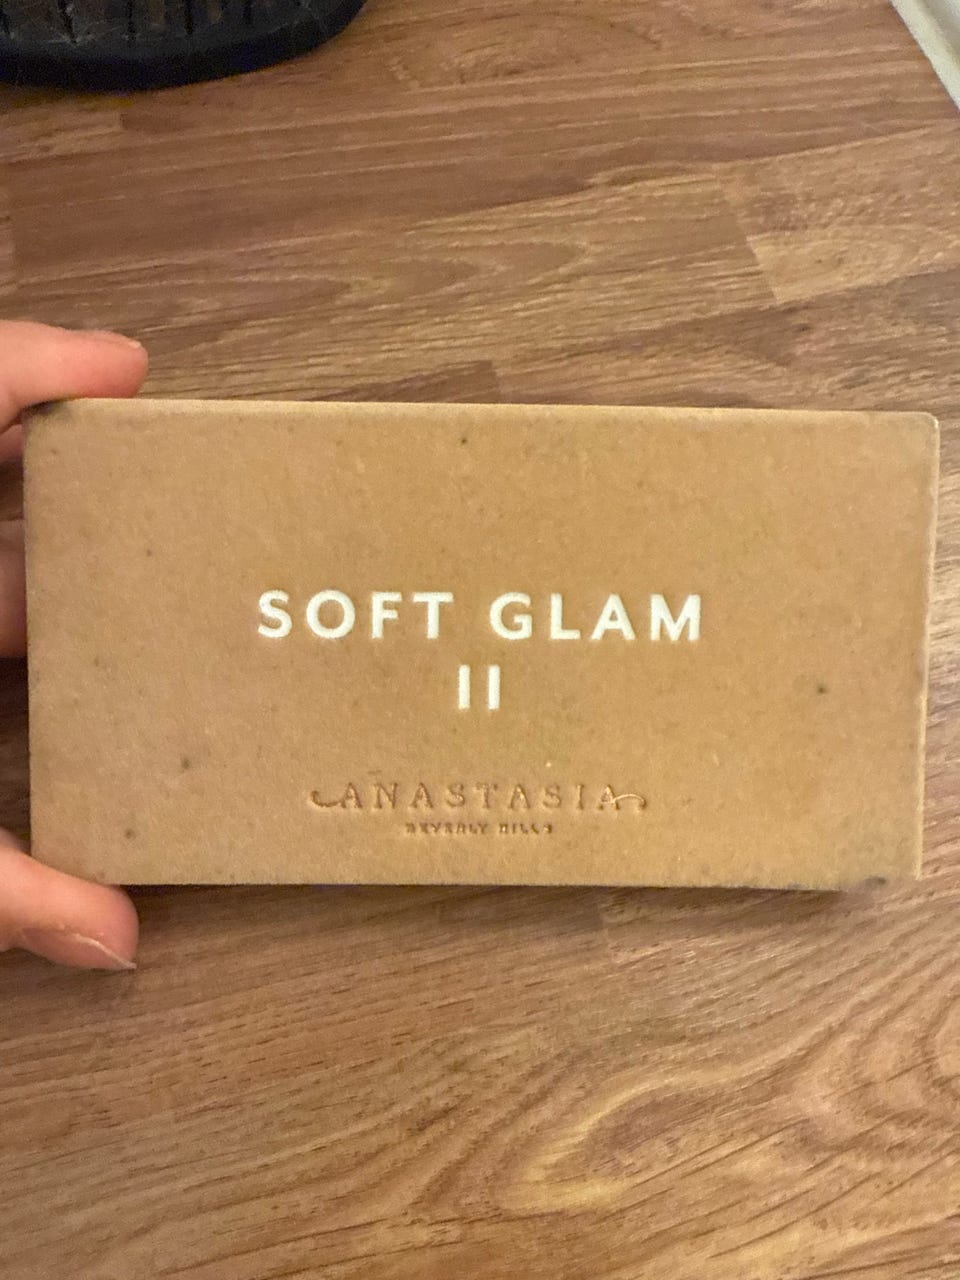 SOFT GLAM
II
ANASTASIA
BEVERLY HILLS